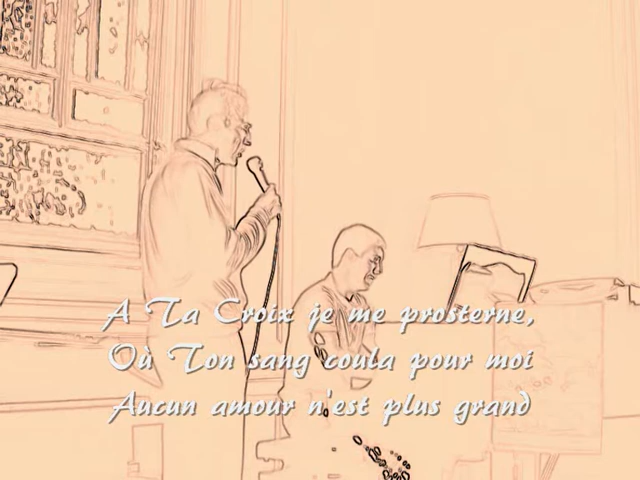 A Ta Croix je me prosterne,
Où Ton sang coula pour moi
Aucun amour n'est plus grand